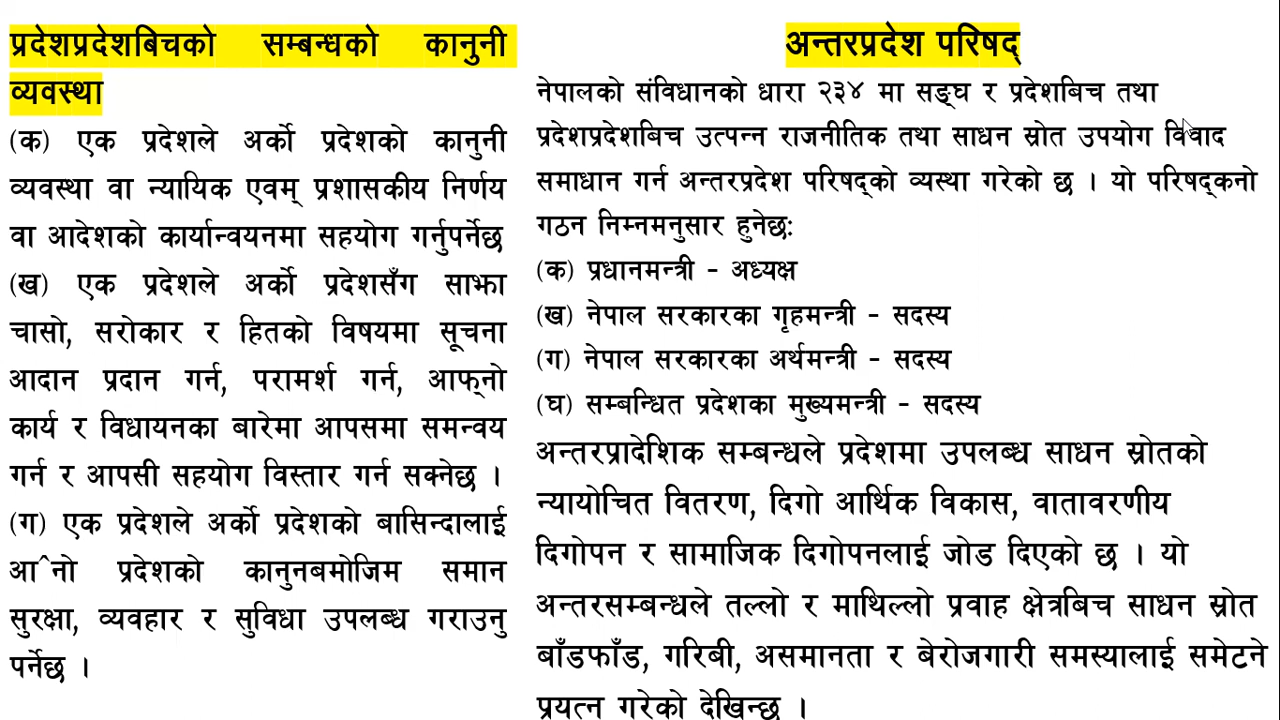 प्रदेशप्रदेशबिचको सम्बन्धको कानुनी
व्यवस्था
(क) एक प्रदेशले अर्को प्रदेशको कानुनी
व्यवस्था वा न्यायिक एवम् प्रशासकीय निर्णय
वा आदेशको कार्यान्वयनमा सहयोग गर्नुपर्नेछ
(ख) एक प्रदेशले अर्को प्रदेशसँग साझा
चासो, सरोकार र हितको विषयमा सूचना
आदान प्रदान गर्न, परामर्श गर्न, आफ्‌नो
कार्य र विधायनका बारेमा आपसमा समन्वय
गर्न र आपसी सहयोग विस्तार गर्न सक्नेछ ।
(ग) एक प्रदेशले अर्को प्रदेशको बासिन्दालाई
आˆनो प्रदेशको कानुनबमोजिम समान
सुरक्षा, व्यवहार र सुविधा उपलब्ध गराउनु
पर्नेछ ।
अन्तरप्रदेश परिषद्
नेपालको संविधानको धारा २३४ मा सङ्घ र प्रदेशबिच तथा
प्रदेशप्रदेशबिच उत्पन्न राजनीतिक तथा साधन स्रोत उपयोग विवाद
समाधान गर्न अन्तरप्रदेश परिषद्को व्यस्था गरेको छ । यो परिषद्कनो
गठन निम्नमनुसार हुनेछ:
(क) प्रधानमन्त्री - अध्यक्ष
(ख) नेपाल सरकारका गृहमन्त्री - सदस्य
(ग) नेपाल सरकारका अर्थमन्त्री - सदस्य
(घ) सम्बन्धित प्रदेशका मुख्यमन्त्री - सदस्य
अन्तरप्रादेशिक सम्बन्धले प्रदेशमा उपलब्ध साधन स्रोतको
न्यायोचित वितरण, दिगो आर्थिक विकास, वातावरणीय
दिगोपन र सामाजिक दिगोपनलाई जोड दिएको छ । यो
अन्तरसम्बन्धले तल्लो र माथिल्लो प्रवाह क्षेत्रबिच साधन स्रोत
बाँडफाँड, गरिबी, असमानता र बेरोजगारी समस्यालाई समेटने
प्रयत्न गरेको देखिन्छ ।